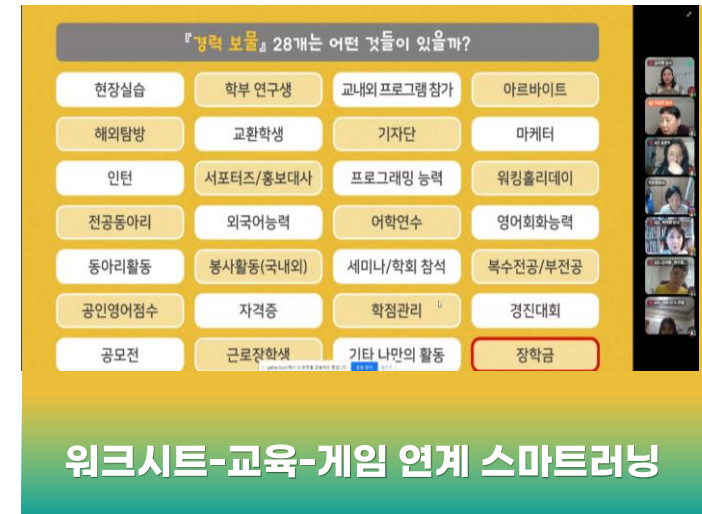 『경력 보물』 28개는 어떤 것들이 있을까?
현장실습 학부 연구생 교내외 프로그램 참가 아르바이트
해외탐방 교환학생 기자단 마케터
인턴 서포터즈/홍보대사 프로그래밍 능력 워킹홀리데이
전공동아리 외국어능력 어학연수 영어회화능력
동아리활동 봉사활동(국내외) 세미나/학회 참석 복수전공/부전공
공인영어점수 자격증 학점관리 경진대회
공모전 근로장학생 기타 나만의 활동 장학금
워크시트-교육-게임 연계 스마트러닝